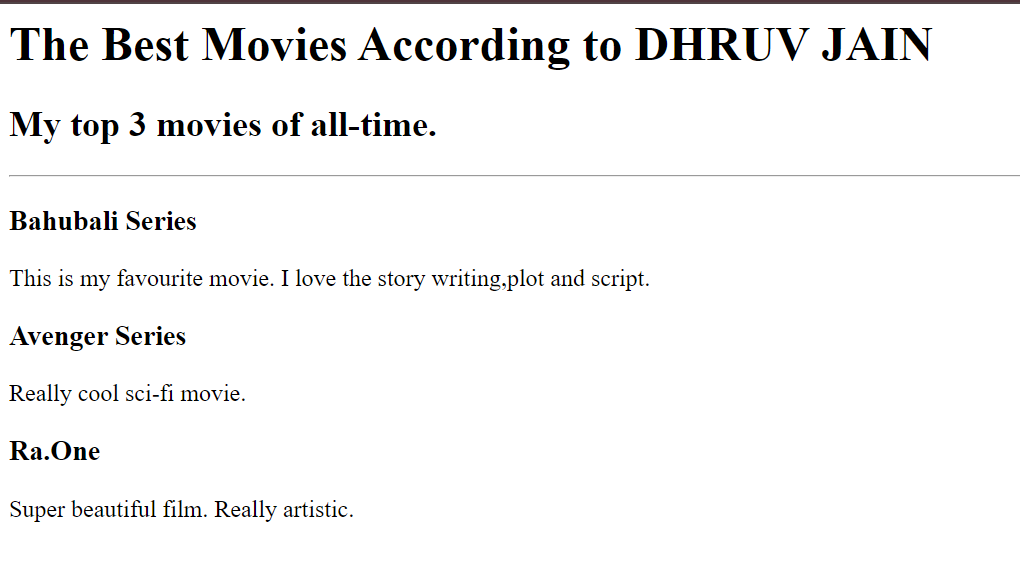 The Best Movies According to DHRUV JAIN
My top 3 movies of all-time.
Bahubali Series
This is my favourite movie. I love the story writing,plot and script.
Avenger Series
Really cool sci-fi movie.
Ra.One
Super beautiful film. Really artistic.